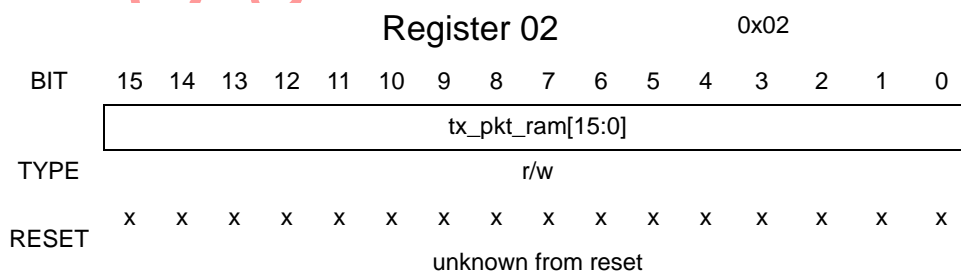 Register 02 0x02
BIT 15 14 13 12 11 10 9 8 7 6 5 4 3 2 1 0
tx_pkt_ram[15:0]
TYPE r/w
RESET x x x x x x x x x x x x x x x x
unknown from reset